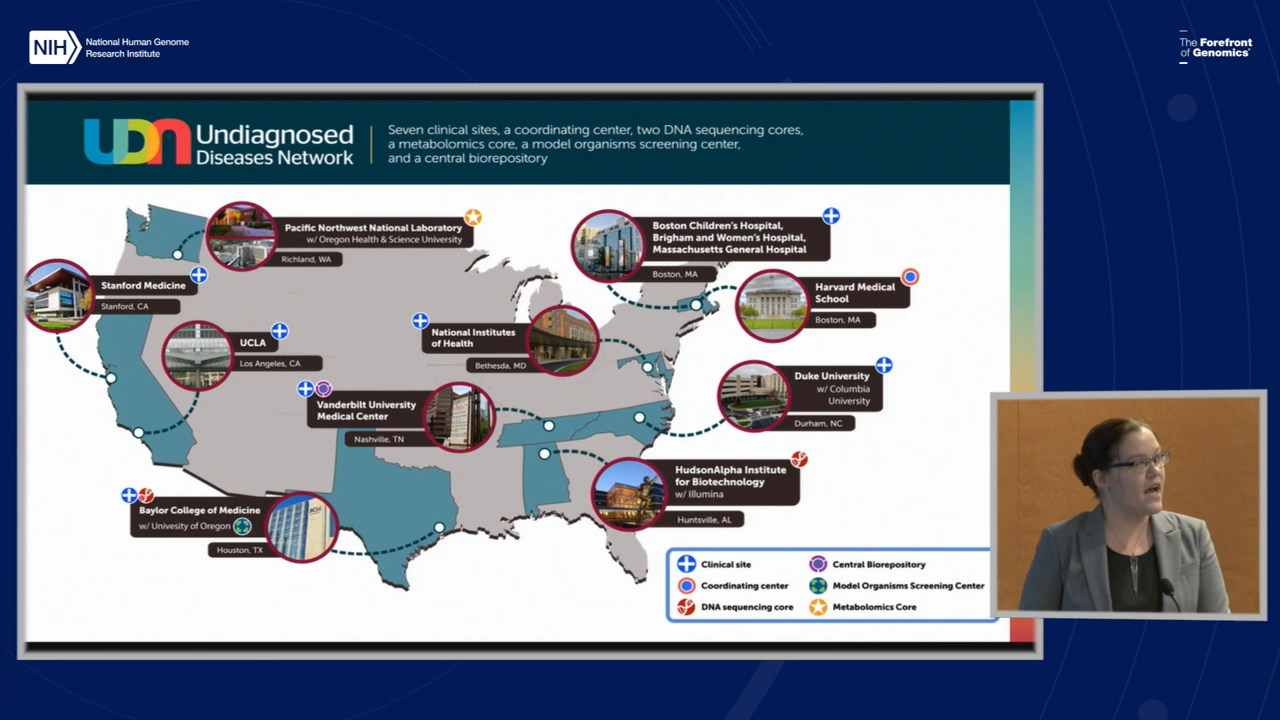 NIH
National Human Genome
Research Institute
The Forefront
of Genomics
UDN
Undiagnosed
Diseases Network
Seven clinical sites, a coordinating center, two DNA sequencing cores,
a metabolomics core, a model organisms screening center,
and a central biorepository
Pacific Northwest National Laboratory
w/ Oregon Health & Science University
Richland, WA
Boston Children's Hospital,
Brigham and Women's Hospital,
Massachusetts General Hospital
Boston, MA
Stanford Medicine
Stanford, CA
Harvard Medical
School
Boston, MA
UCLA
Los Angeles, CA
National Institutes
of Health
Bethesda, MD
Duke University
w/ Columbia
University
Durham, NC
Vanderbilt University
Medical Center
Nashville, TN
HudsonAlpha Institute
for Biotechnology
w/ Illumina
Huntsville, AL
Baylor College of Medicine
w/ Univesity of Oregon
Houston, TX
Clinical site
Coordinating center
DNA sequencing core
Central Biorepository
Model Organisms Screening Center
Metabolomics Core